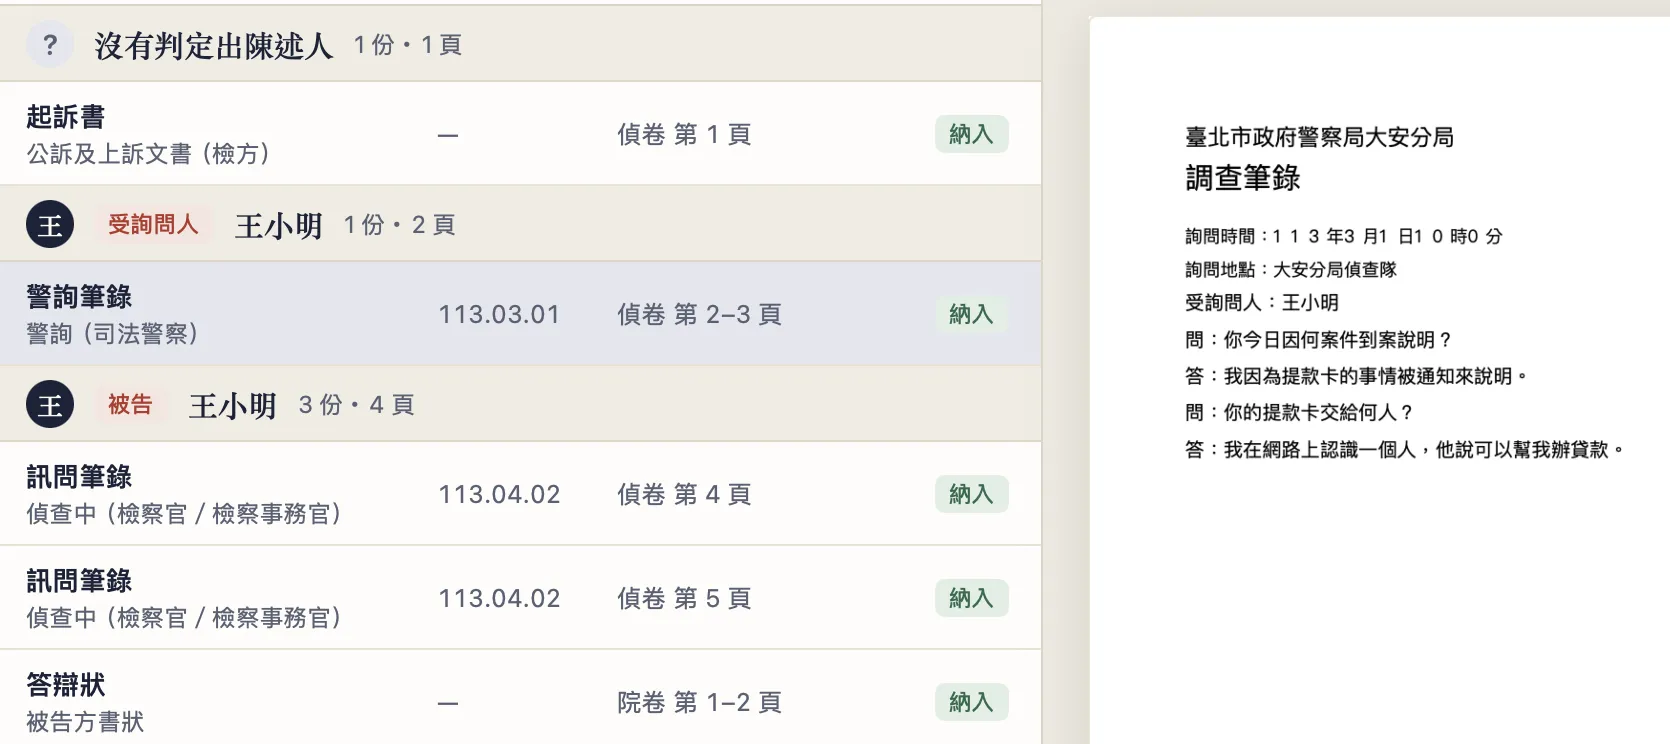 ? 沒有判定出陳述人 1 份・1 頁
起訴書 — 偵卷 第 1 頁 納入
公訴及上訴文書（檢方）
王 受詢問人 王小明 1 份・2 頁
警詢筆錄 113.03.01 偵卷 第 2–3 頁 納入
警詢（司法警察）
王 被告 王小明 3 份・4 頁
訊問筆錄 113.04.02 偵卷 第 4 頁 納入
偵查中（檢察官 / 檢察事務官）
訊問筆錄 113.04.02 偵卷 第 5 頁 納入
偵查中（檢察官 / 檢察事務官）
答辯狀 — 院卷 第 1–2 頁 納入
被告方書狀
臺北市政府警察局大安分局
調查筆錄
詢問時間：1 1 3 年3 月1 日1 0 時0 分
詢問地點：大安分局偵查隊
受詢問人：王小明
問：你今日因何案件到案說明？
答：我因為提款卡的事情被通知來說明。
問：你的提款卡交給何人？
答：我在網路上認識一個人，他說可以幫我辦貸款。